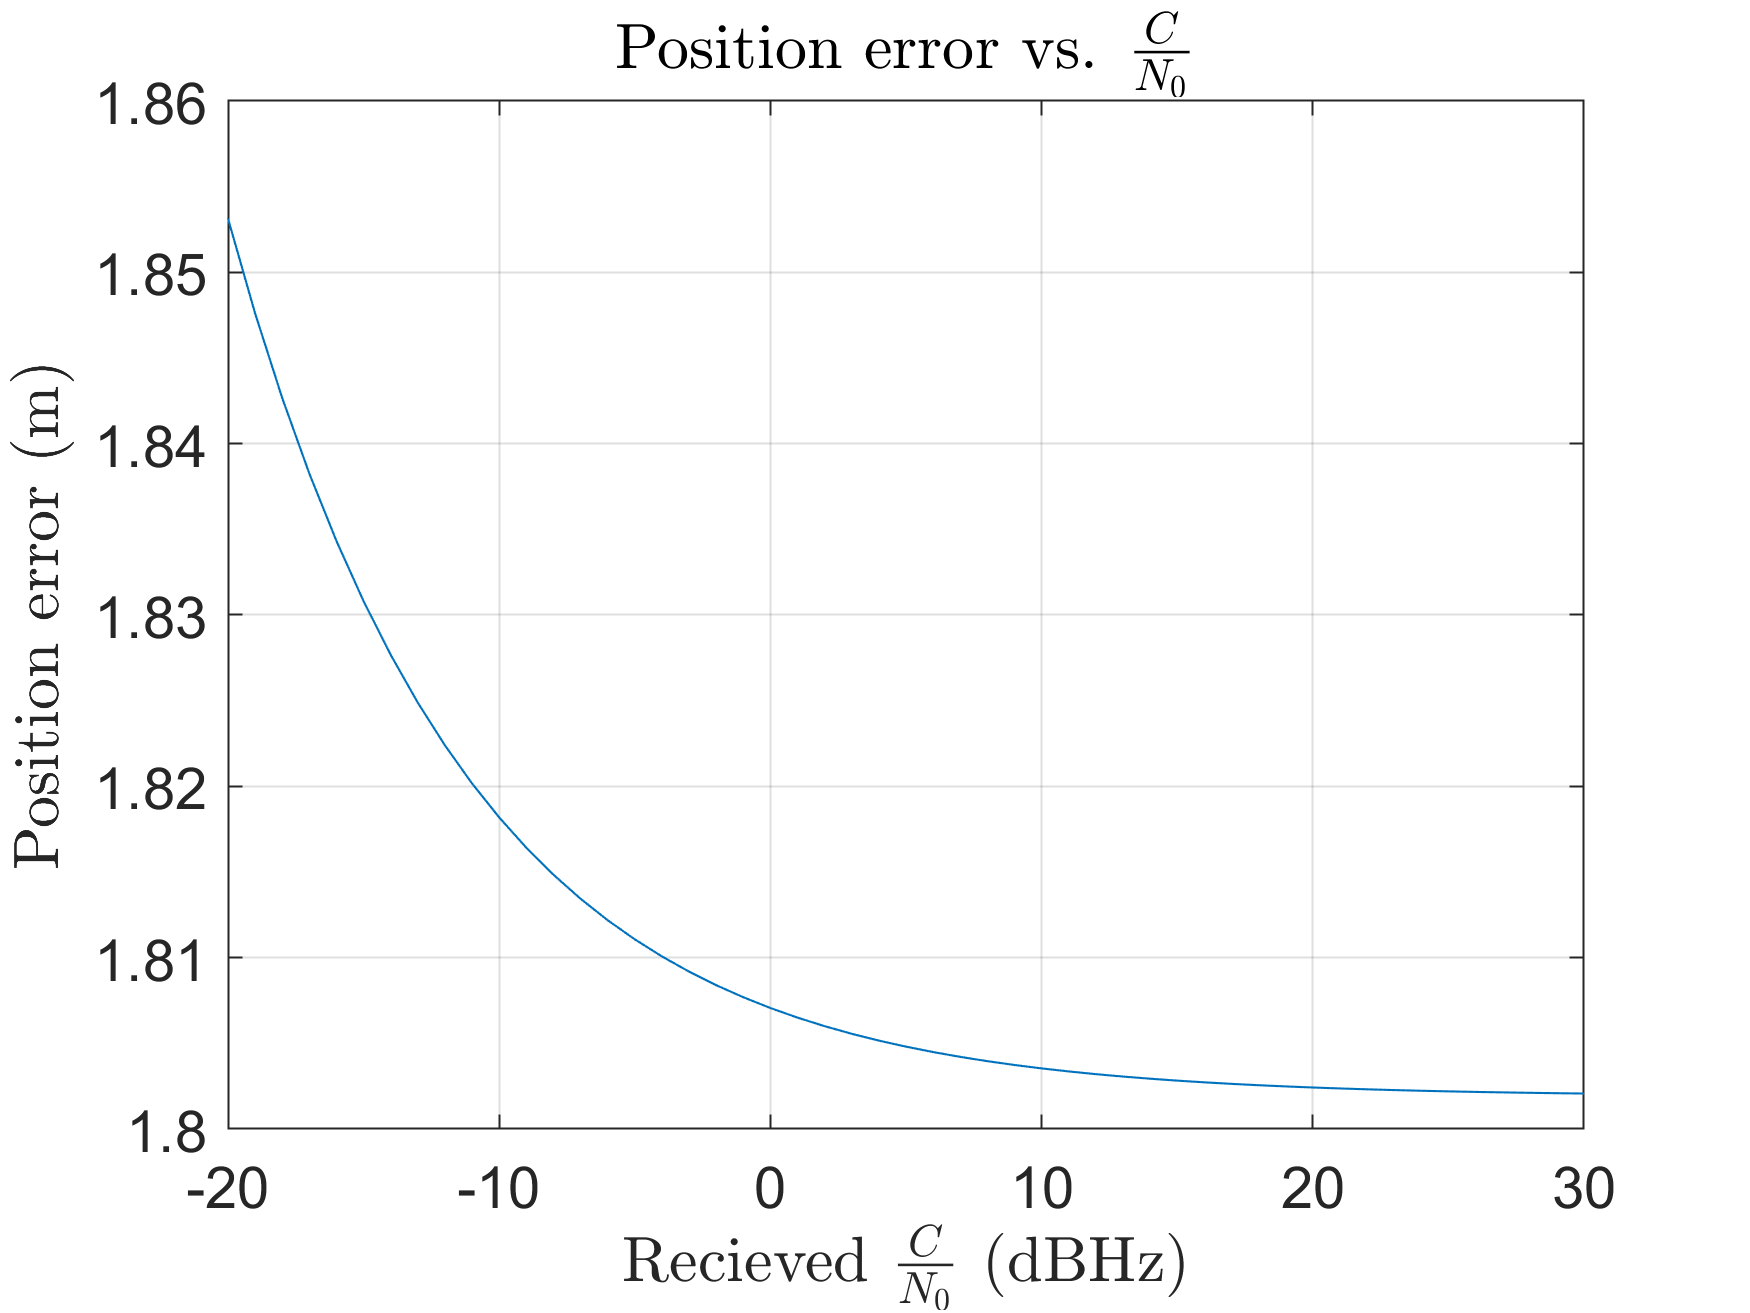 Position error vs. C/N₀
1.86
1.85
1.84
1.83
1.82
1.81
1.8
Position error (m)
-20 -10 0 10 20 30
Recieved C/N₀ (dBHz)